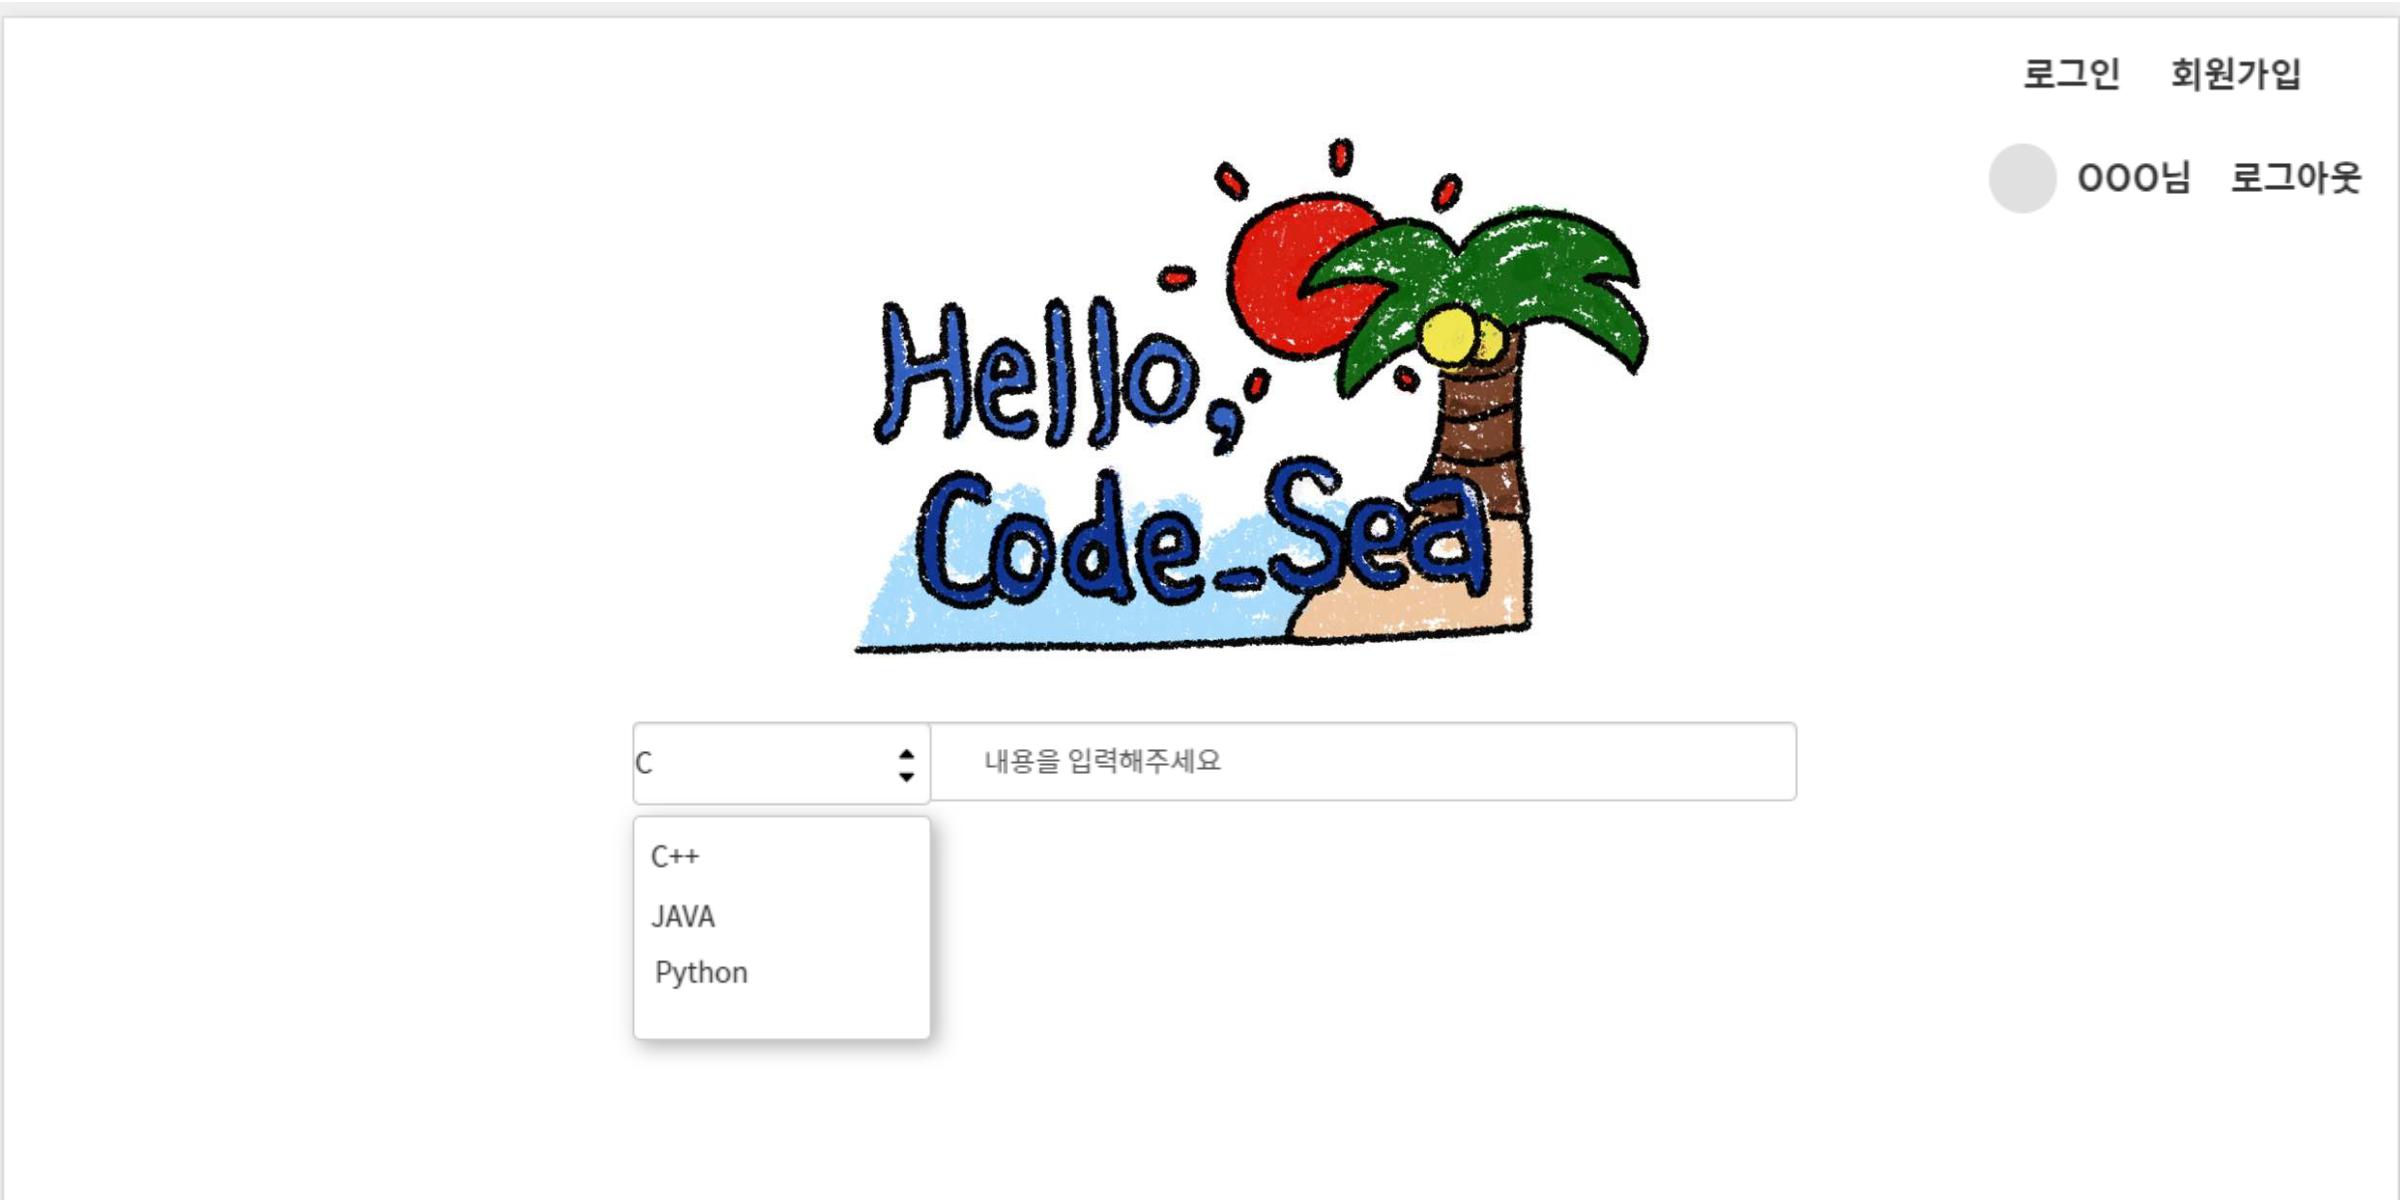 로그인 회원가입
OOO님 로그아웃
Hello,
Code_Sea
C 내용을 입력해주세요
C++
JAVA
Python